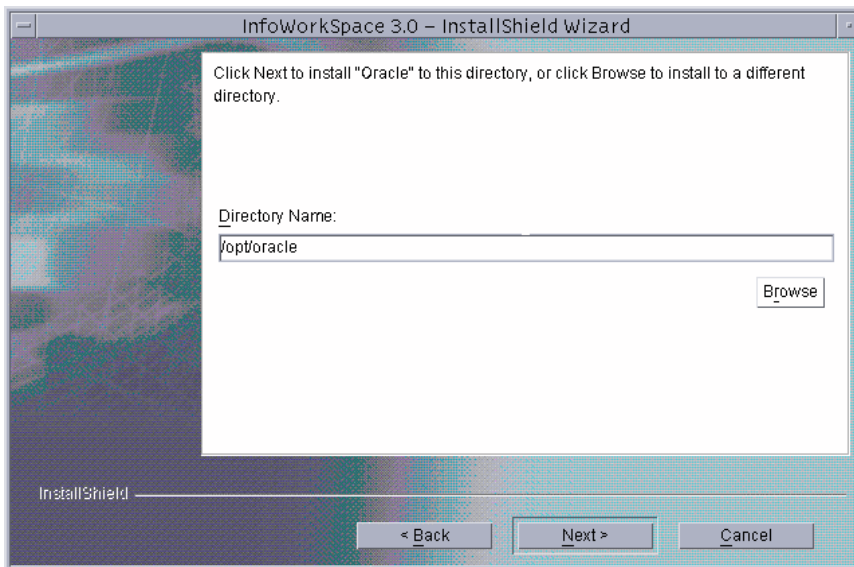 InfoWorkSpace 3.0 – InstallShield Wizard
Click Next to install "Oracle" to this directory, or click Browse to install to a different
directory.
Directory Name:
/opt/oracle
Browse
InstallShield
< Back Next > Cancel